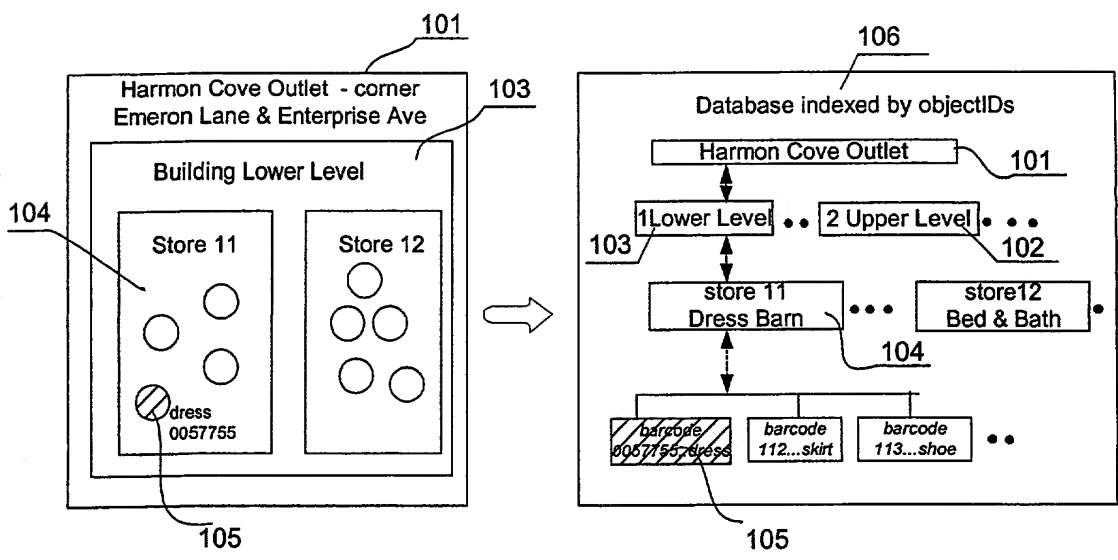 101
106
Harmon Cove Outlet - corner
Emeron Lane & Enterprise Ave
103
Building Lower Level
104
Store 11
Store 12
dress
0057755
105
Database indexed by objectIDs
Harmon Cove Outlet
101
1Lower Level
2 Upper Level
103
102
store 11
Dress Barn
store12
Bed & Bath
104
barcode
0057755, dress
barcode
112...skirt
barcode
113...shoe
105